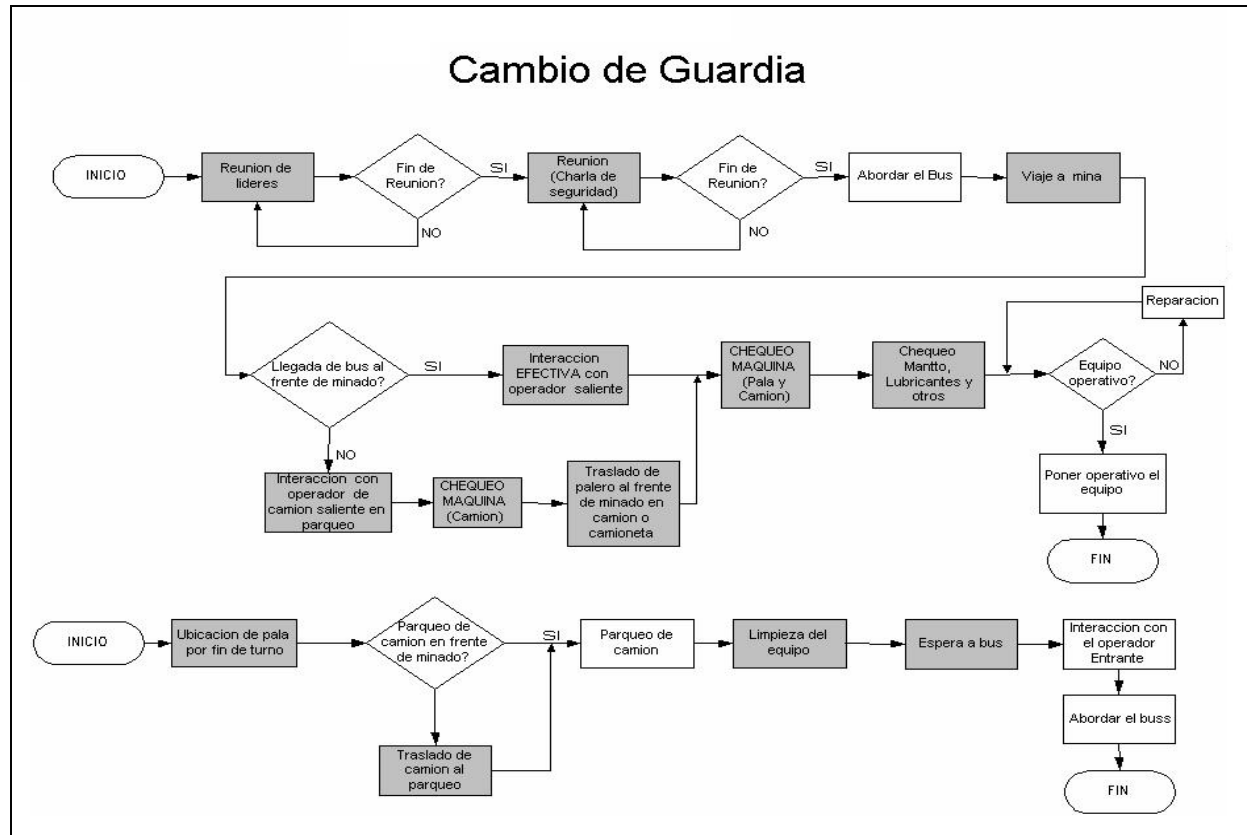 Cambio de Guardia
INICIO
Reunion de
lideres
Fin de
Reunion?
SI
NO
Reunion
(Charla de
seguridad)
Fin de
Reunion?
SI
NO
Abordar el Bus
Viaje a mina
Llegada de bus al
frente de minado?
SI
NO
Interaccion
EFECTIVA con
operador saliente
CHEQUEO
MAQUINA
(Pala y
Camion)
Chequeo
Mantto,
Lubricantes y
otros
Equipo
operativo?
NO
Reparacion
SI
Poner operativo el
equipo
FIN
Interaccion con
operador de
camion saliente en
parqueo
CHEQUEO
MAQUINA
(Camion)
Traslado de
palero al frente
de minado en
camion o
camioneta
INICIO
Ubicacion de pala
por fin de turno
Parqueo de
camion en frente
de minado?
SI
Traslado de
camion al
parqueo
Parqueo de
camion
Limpieza del
equipo
Espera a bus
Interaccion con
el operador
Entrante
Abordar el buss
FIN